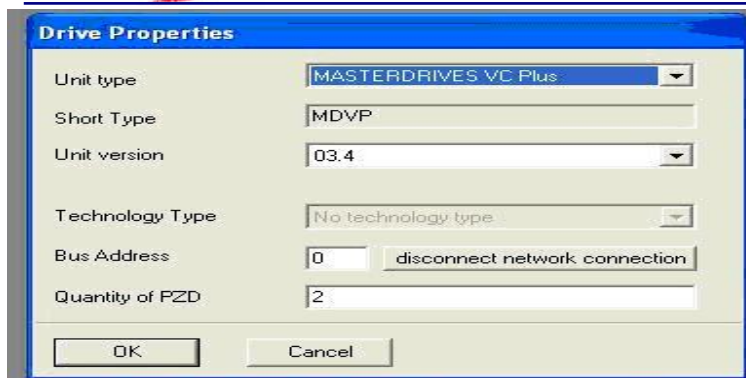 Drive Properties
Unit type MASTERDRIVES VC Plus
Short Type MDVP
Unit version 03.4
Technology Type No technology type
Bus Address 0 disconnect network connection
Quantity of PZD 2
OK Cancel